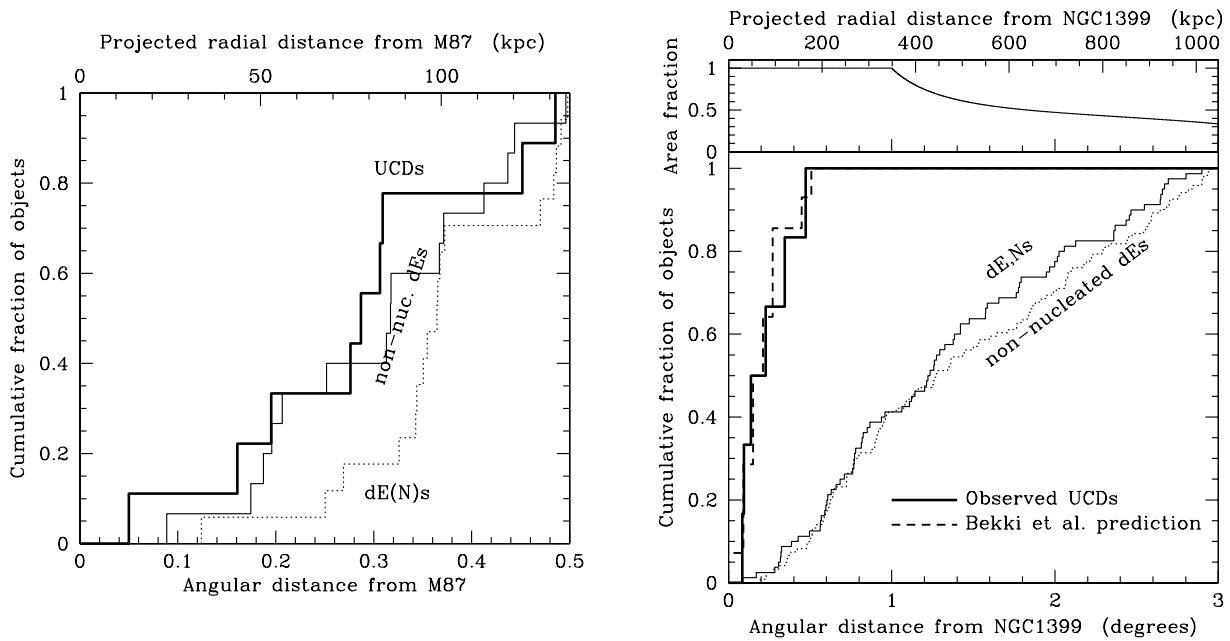 Projected radial distance from M87 (kpc)
0 50 100
1
0.8
0.6
0.4
0.2
0
Cumulative fraction of objects
UCDs
non-nuc. dEs
dE(N)s
0 0.1 0.2 0.3 0.4 0.5
Angular distance from M87
Projected radial distance from NGC1399 (kpc)
0 200 400 600 800 1000
Area fraction
1
0.5
0
Cumulative fraction of objects
1
0.8
0.6
0.4
0.2
0
dE,Ns
non-nucleated dEs
Observed UCDs
Bekki et al. prediction
0 1 2 3
Angular distance from NGC1399 (degrees)